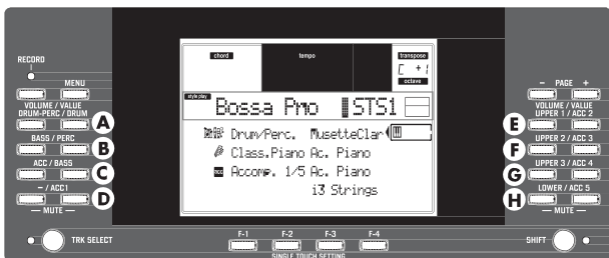 RECORD
MENU
VOLUME / VALUE
DRUM-PERC / DRUM
A
BASS / PERC
B
ACC / BASS
C
– / ACC1
D
— MUTE —
TRK SELECT
chord
tempo
transpose
C +1
octave
style play
Bossa Pno STS1
Drum/Perc. MusetteClar
Class.Piano Ac. Piano
ACC Accomp. 1/5 Ac. Piano
i3 Strings
F-1 F-2 F-3 F-4
SINGLE TOUCH SETTING
– PAGE +
VOLUME / VALUE
UPPER 1 / ACC 2
E
UPPER 2 / ACC 3
F
UPPER 3 / ACC 4
G
LOWER / ACC 5
H
— MUTE —
SHIFT